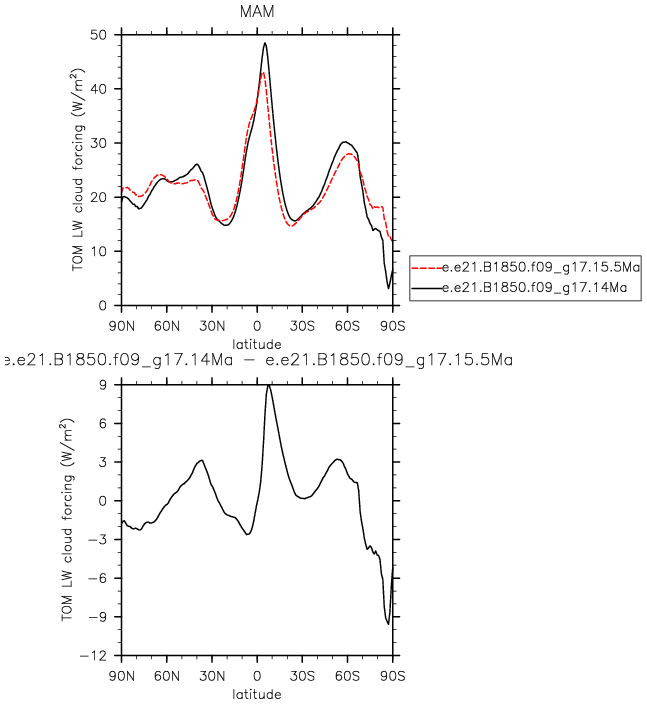 MAM
50
40
30
20
10
0
TOM LW cloud forcing (W/m²)
90N 60N 30N 0 30S 60S 90S
latitude
e.e21.B1850.f09_g17.15.5Ma
e.e21.B1850.f09_g17.14Ma
e.e21.B1850.f09_g17.14Ma − e.e21.B1850.f09_g17.15.5Ma
9
6
3
0
−3
−6
−9
−12
TOM LW cloud forcing (W/m²)
90N 60N 30N 0 30S 60S 90S
latitude